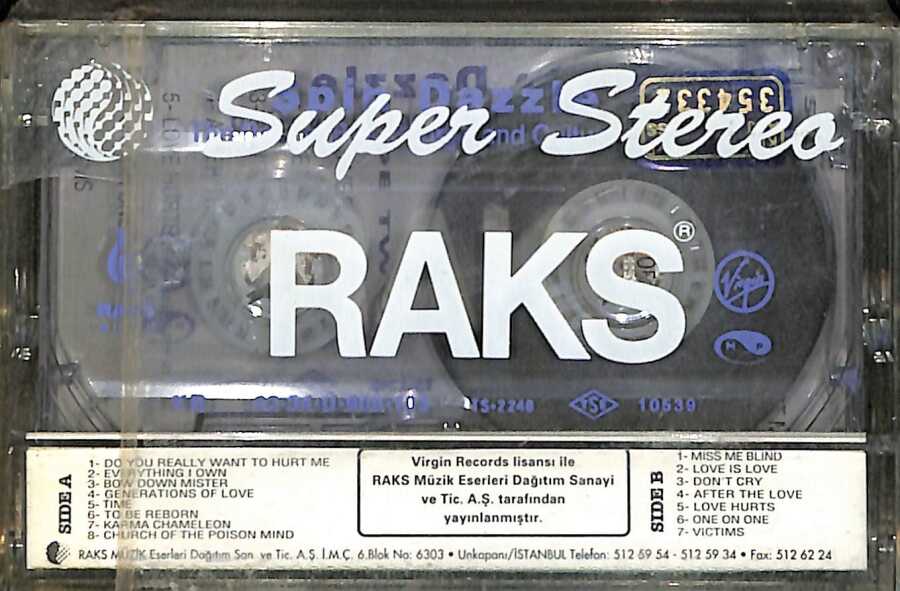 Super Stereo
354332
RAKS®
Virgin
M P
TS-2248 TSE 10539
SIDE A
1- DO YOU REALLY WANT TO HURT ME
2- EVERYTHING I OWN
3- BOW DOWN MISTER
4- GENERATIONS OF LOVE
5- TIME
6- TO BE REBORN
7- KARMA CHAMELEON
8- CHURCH OF THE POISON MIND
Virgin Records lisansı ile
RAKS Müzik Eserleri Dağıtım Sanayi
ve Tic. A.Ş. tarafından
yayınlanmıştır.
SIDE B
1- MISS ME BLIND
2- LOVE IS LOVE
3- DON'T CRY
4- AFTER THE LOVE
5- LOVE HURTS
6- ONE ON ONE
7- VICTIMS
RAKS MÜZİK Eserleri Dağıtım San. ve Tic. A.Ş. İ.M.Ç. 6.Blok No: 6303 • Unkapanı/İSTANBUL Telefon: 512 59 54 - 512 59 34 • Fax: 512 62 24